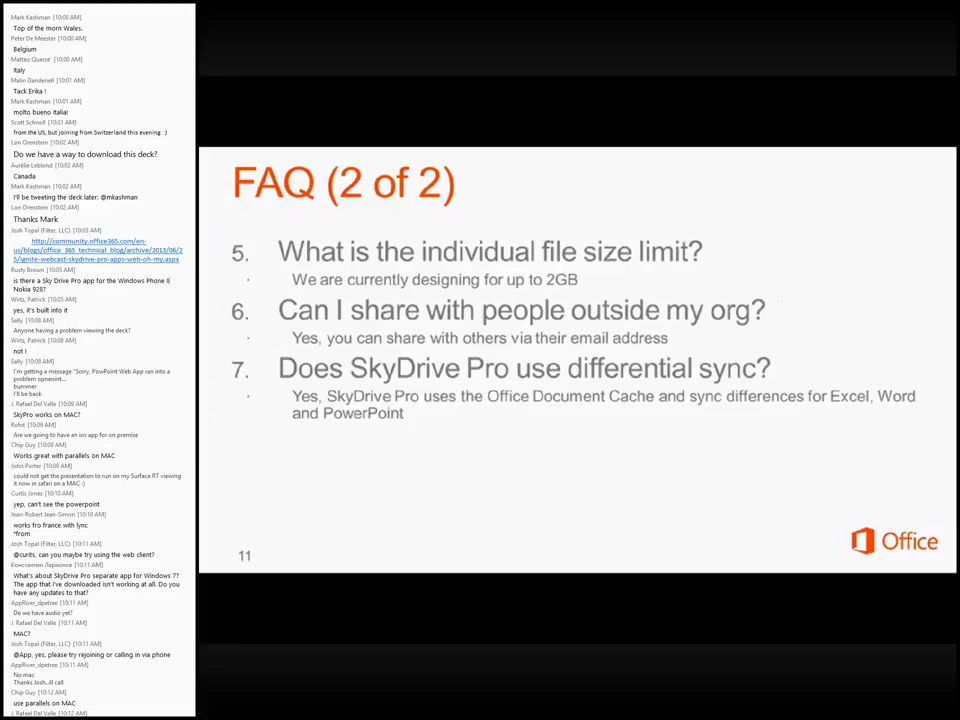 Mark Kashman [10:00 AM]
Top of the morn Wales.
Peter De Meester [10:00 AM]
Belgium
Matteo Querze' [10:00 AM]
Italy
Malin Dandenell [10:01 AM]
Tack Erika !
Mark Kashman [10:01 AM]
molto bueno Italia!
Scott Schnoll [10:01 AM]
from the US, but joining from Switzerland this evening. :)
Lon Orenstein [10:02 AM]
Do we have a way to download this deck?
Aurélie Leblond [10:02 AM]
Canada
Mark Kashman [10:02 AM]
I'll be tweeting the deck later: @mkashman
Lon Orenstein [10:02 AM]
Thanks Mark
Josh Topal (Filter, LLC) [10:03 AM]
http://community.office365.com/en-
us/blogs/office_365_technical_blog/archive/2013/06/2
5/ignite-webcast-skydrive-pro-apps-web-oh-my.aspx
Rusty Brown [10:05 AM]
is there a Sky Drive Pro app for the Windows Phone 8
Nokia 928?
Wirtz, Patrick [10:05 AM]
yes, it's built into it
Sally [10:08 AM]
Anyone having a problem viewing the deck?
Wirtz, Patrick [10:08 AM]
not I
Sally [10:08 AM]
I'm getting a message "Sorry, PowPoint Web App ran into a
problem openinint...
bummer
I'll be back
J. Rafael Del Valle [10:09 AM]
SkyPro works on MAC?
Rohit [10:09 AM]
Are we going to have an ios app for on premise
Chip Guy [10:09 AM]
Works great with parallels on MAC
John Porter [10:09 AM]
could not get the presentation to run on my Surface RT viewing
it now in safari on a MAC :)
Curtis Jones [10:10 AM]
yep, can't see the powerpoint
Jean-Robert Jean-Simon [10:10 AM]
works fro france with lync
*from
Josh Topal (Filter, LLC) [10:11 AM]
@curits, can you maybe try using the web client?
Константин Ларионов [10:11 AM]
What's about SkyDrive Pro separate app for Windows 7?
The app that I've downloaded isn't working at all. Do you
have any updates to that?
AppRiver_dpetree [10:11 AM]
Do we have audio yet?
J. Rafael Del Valle [10:11 AM]
MAC?
Josh Topal (Filter, LLC) [10:11 AM]
@App, yes. please try rejoining or calling in via phone
AppRiver_dpetree [10:11 AM]
No mac
Thanks Josh..ill call
Chip Guy [10:12 AM]
use parallels on MAC
J. Rafael Del Valle [10:12 AM]
FAQ (2 of 2)
5. What is the individual file size limit?
· We are currently designing for up to 2GB
6. Can I share with people outside my org?
· Yes, you can share with others via their email address
7. Does SkyDrive Pro use differential sync?
· Yes, SkyDrive Pro uses the Office Document Cache and sync differences for Excel, Word
and PowerPoint
11
Office